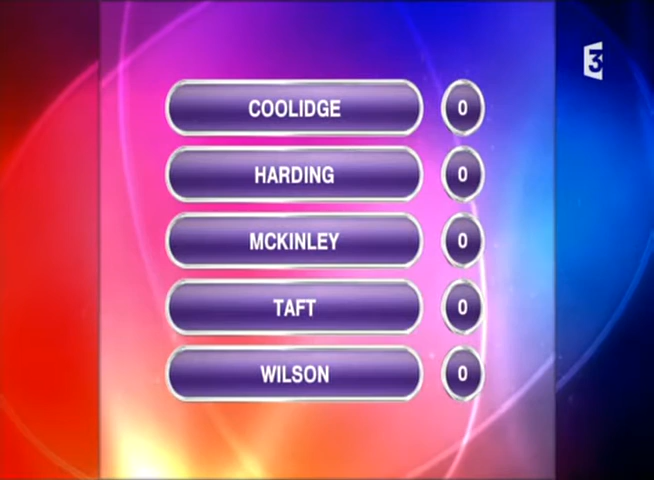 3
COOLIDGE 0
HARDING 0
MCKINLEY 0
TAFT 0
WILSON 0